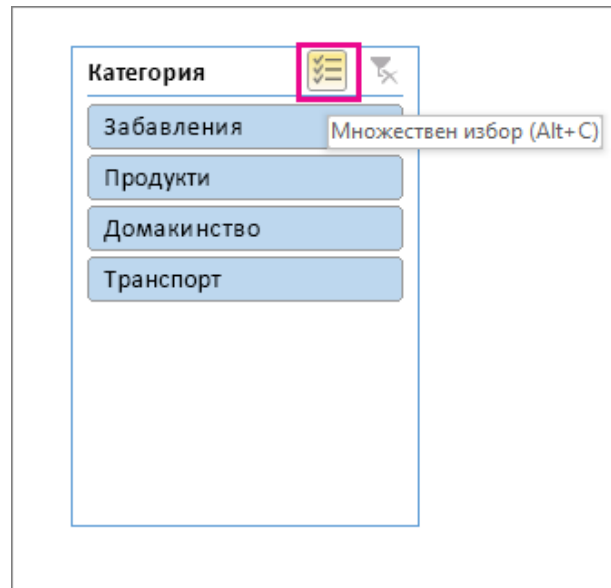 Категория
Забавления
Множествен избор (Alt+C)
Продукти
Домакинство
Транспорт